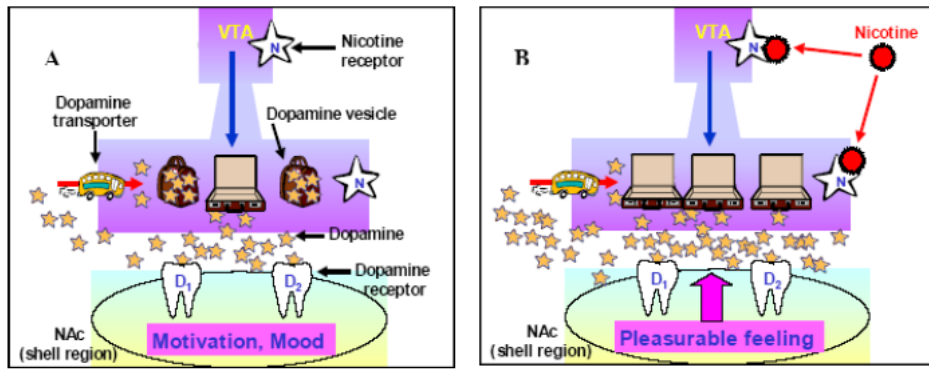 A
VTA
N
Nicotine
receptor
Dopamine
transporter
Dopamine vesicle
N
Dopamine
D1
D2
Dopamine
receptor
NAc
(shell region)
Motivation, Mood
B
VTA
N
Nicotine
N
D1
D2
NAc
(shell region)
Pleasurable feeling